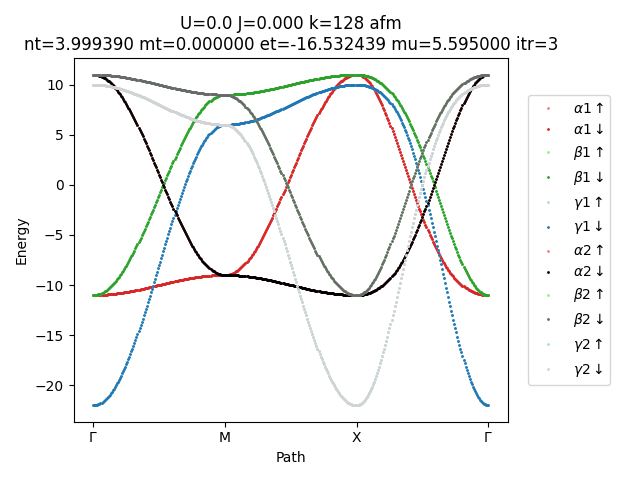 U=0.0 J=0.000 k=128 afm
nt=3.999390 mt=0.000000 et=-16.532439 mu=5.595000 itr=3
10
5
0
−5
−10
−15
−20
Energy
Γ M X Γ
Path
α1↑
α1↓
β1↑
β1↓
γ1↑
γ1↓
α2↑
α2↓
β2↑
β2↓
γ2↑
γ2↓